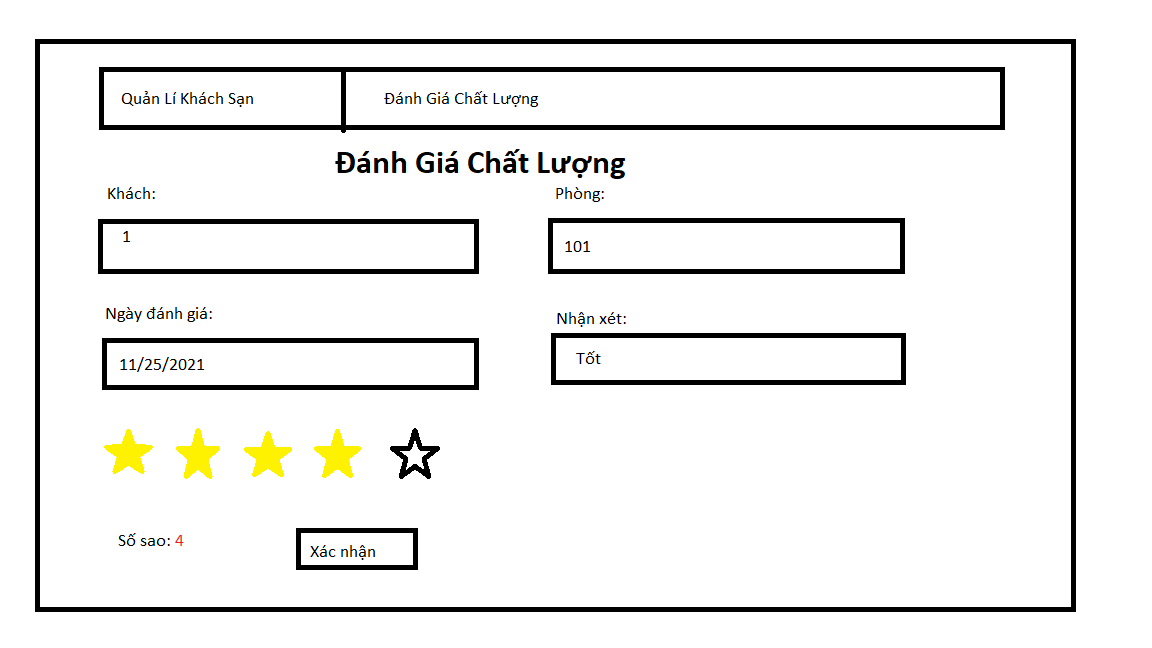 Quản Lí Khách Sạn
Đánh Giá Chất Lượng
Đánh Giá Chất Lượng
Khách:
Phòng:
1
101
Ngày đánh giá:
Nhận xét:
11/25/2021
Tốt
Số sao: 4
Xác nhận